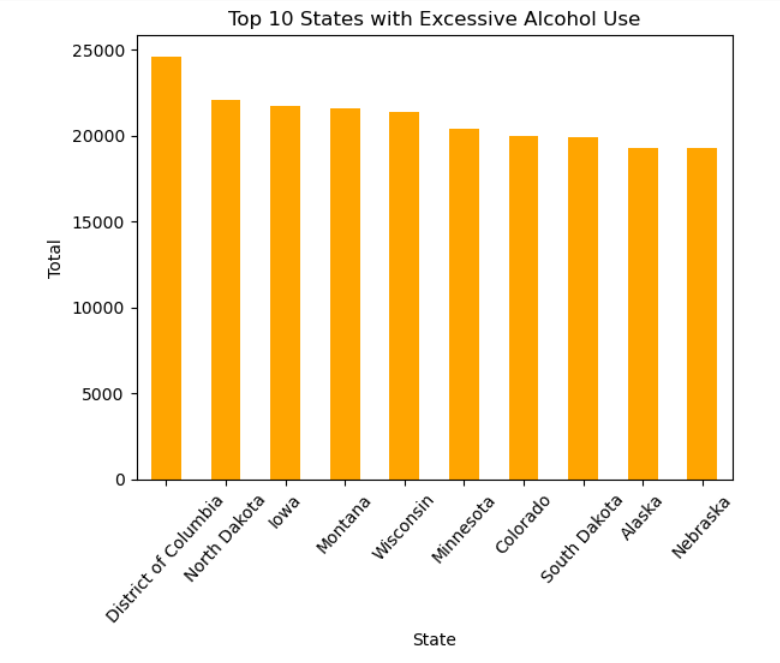 Top 10 States with Excessive Alcohol Use
25000
20000
15000
10000
5000
0
Total
District of Columbia
North Dakota
Iowa
Montana
Wisconsin
Minnesota
Colorado
South Dakota
Alaska
Nebraska
State